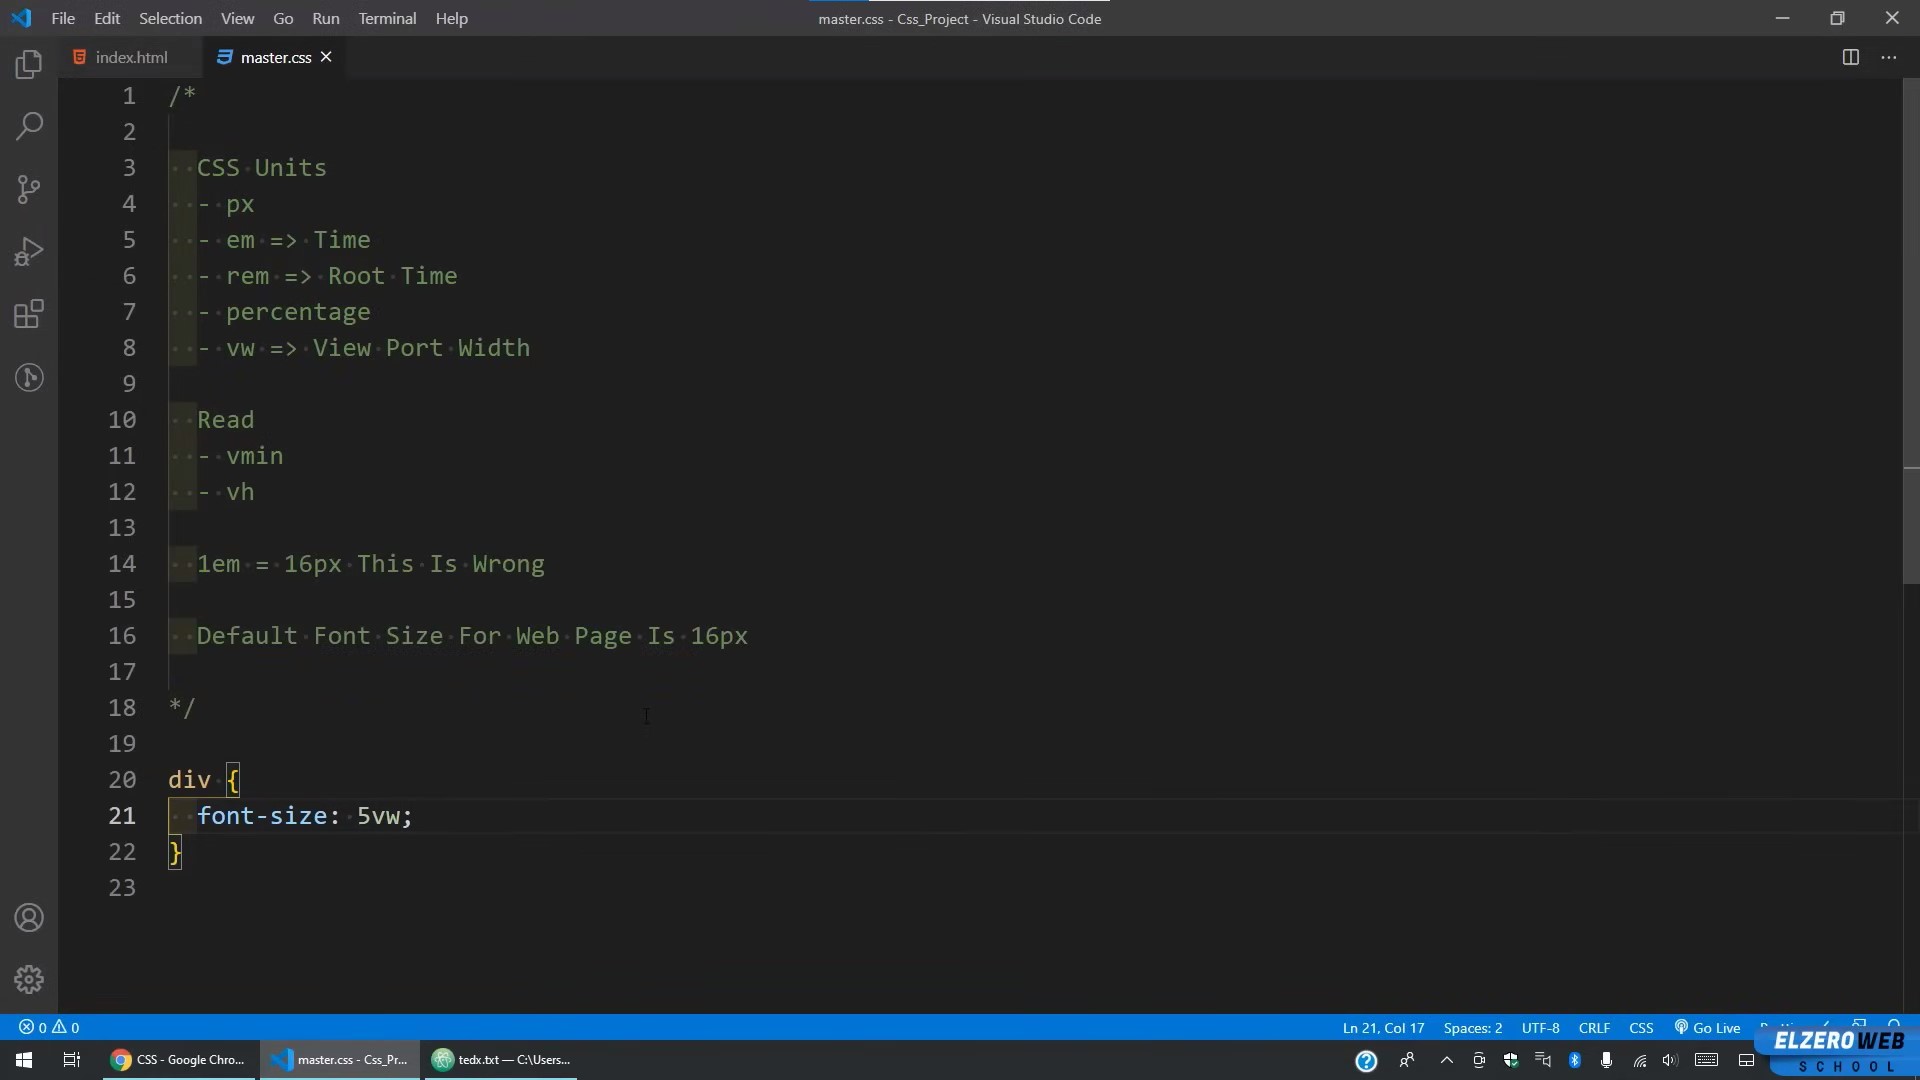 File Edit Selection View Go Run Terminal Help
master.css - Css_Project - Visual Studio Code
index.html
master.css
1 /*
2
3 CSS Units
4 - px
5 - em => Time
6 - rem => Root Time
7 - percentage
8 - vw => View Port Width
9
10 Read
11 - vmin
12 - vh
13
14 1em = 16px This Is Wrong
15
16 Default Font Size For Web Page Is 16px
17
18 */
19
20 div {
21 font-size: 5vw;
22 }
23
0 0
Ln 21, Col 17 Spaces: 2 UTF-8 CRLF CSS Go Live
CSS - Google Chro...
master.css - Css_Pr...
tedx.txt — C:\Users...
ELZEROWEB
SCHOOL